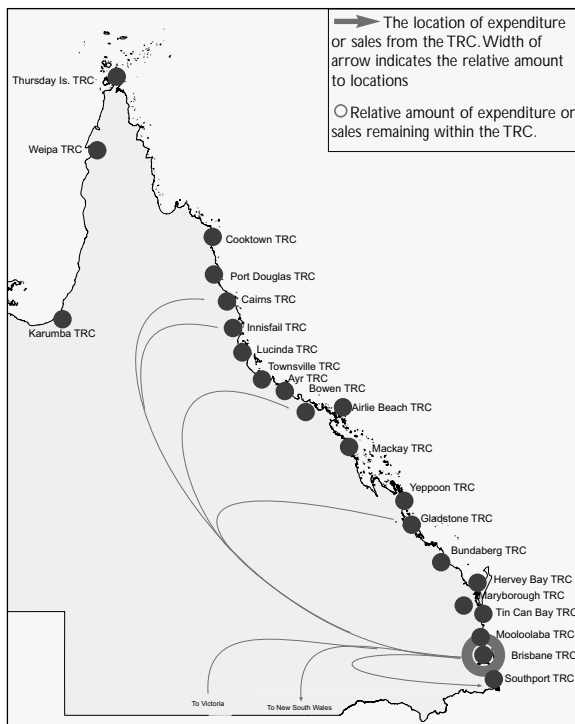 The location of expenditure
or sales from the TRC. Width of
arrow indicates the relative amount
to locations
Relative amount of expenditure or
sales remaining within the TRC.
Thursday Is. TRC
Weipa TRC
Cooktown TRC
Port Douglas TRC
Cairns TRC
Karumba TRC
Innisfail TRC
Lucinda TRC
Townsville TRC
Ayr TRC
Bowen TRC
Airlie Beach TRC
Mackay TRC
Yeppoon TRC
Gladstone TRC
Bundaberg TRC
Hervey Bay TRC
Maryborough TRC
Tin Can Bay TRC
Mooloolaba TRC
Brisbane TRC
Southport TRC
To Victoria
To New South Wales